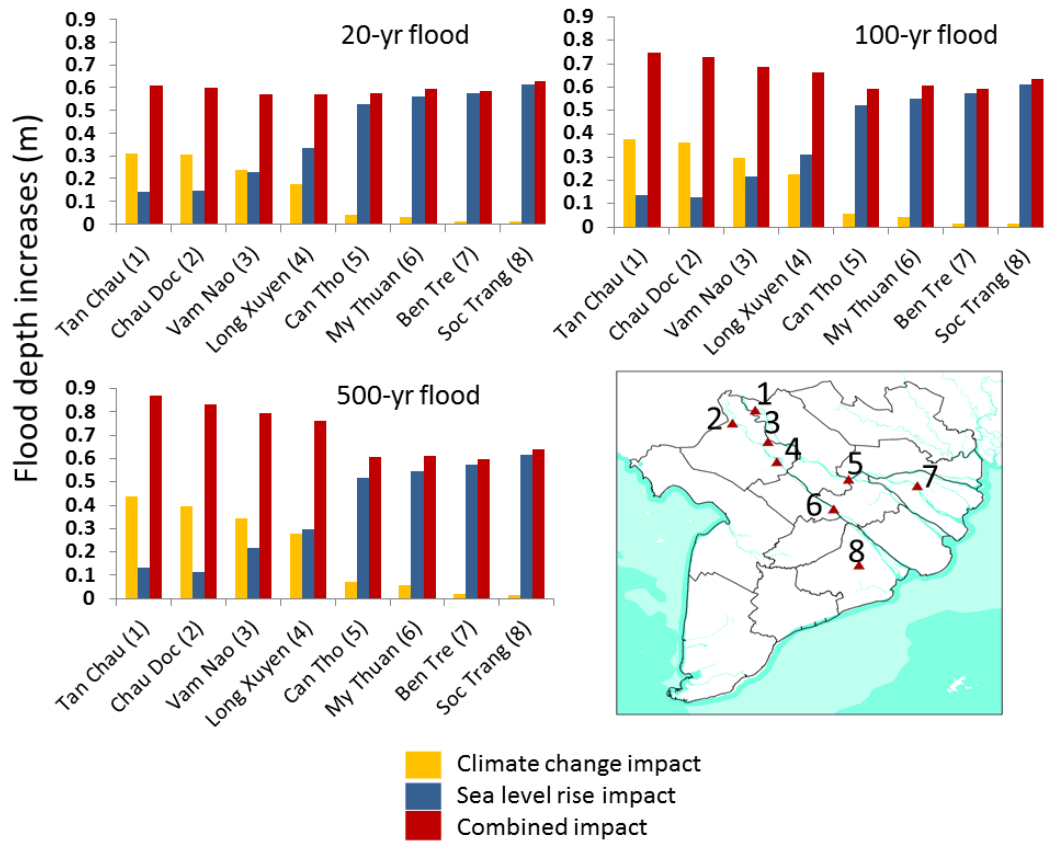 Flood depth increases (m)
20-yr flood
0.9
0.8
0.7
0.6
0.5
0.4
0.3
0.2
0.1
0
Tan Chau (1)
Chau Doc (2)
Vam Nao (3)
Long Xuyen (4)
Can Tho (5)
My Thuan (6)
Ben Tre (7)
Soc Trang (8)
100-yr flood
0.9
0.8
0.7
0.6
0.5
0.4
0.3
0.2
0.1
0
Tan Chau (1)
Chau Doc (2)
Vam Nao (3)
Long Xuyen (4)
Can Tho (5)
My Thuan (6)
Ben Tre (7)
Soc Trang (8)
500-yr flood
0.9
0.8
0.7
0.6
0.5
0.4
0.3
0.2
0.1
0
Tan Chau (1)
Chau Doc (2)
Vam Nao (3)
Long Xuyen (4)
Can Tho (5)
My Thuan (6)
Ben Tre (7)
Soc Trang (8)
1
2
3
4
5
7
6
8
Climate change impact
Sea level rise impact
Combined impact